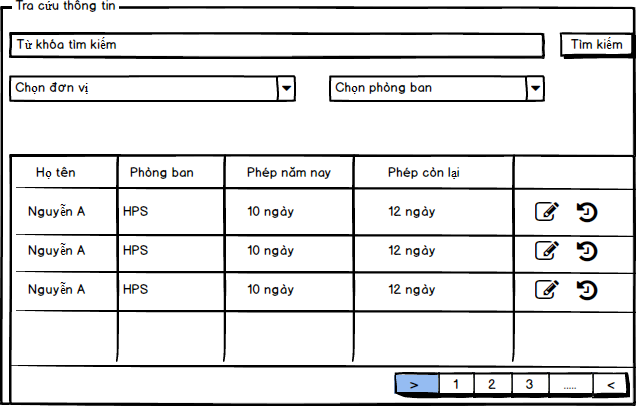 Tra cứu thông tin
Từ khóa tìm kiếm Tìm kiếm
Chọn đơn vị Chọn phòng ban
Họ tên Phòng ban Phép năm nay Phép còn lại
Nguyễn A HPS 10 ngày 12 ngày
Nguyễn A HPS 10 ngày 12 ngày
Nguyễn A HPS 10 ngày 12 ngày
> 1 2 3 ..... <